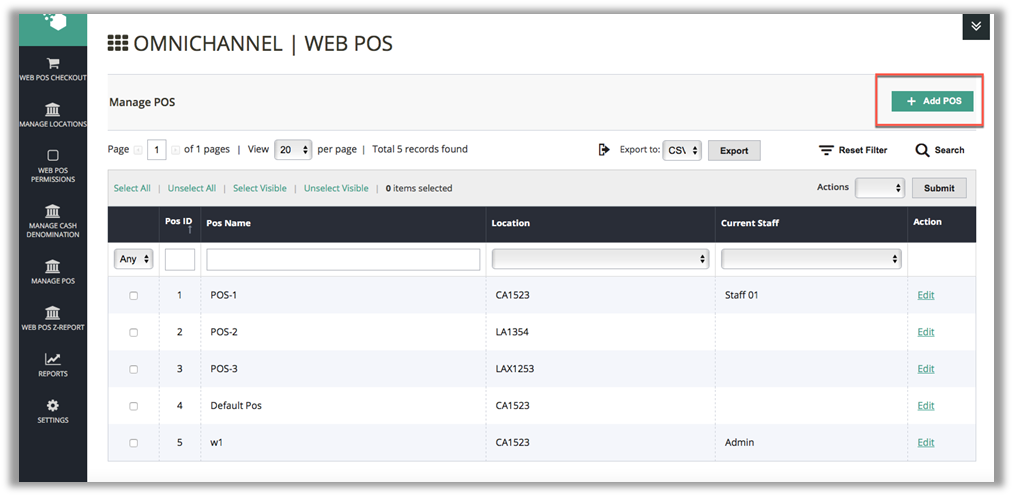 OMNICHANNEL | WEB POS
WEB POS CHECKOUT
MANAGE LOCATIONS
WEB POS
PERMISSIONS
MANAGE CASH
DENOMINATION
MANAGE POS
WEB POS Z-REPORT
REPORTS
SETTINGS
Manage POS
+ Add POS
Page 1 of 1 pages | View 20 per page | Total 5 records found
Export to: CSV Export Reset Filter Search
Select All | Unselect All | Select Visible | Unselect Visible | 0 items selected
Actions Submit
Pos ID ↑ Pos Name Location Current Staff Action
Any
1 POS-1 CA1523 Staff 01 Edit
2 POS-2 LA1354 Edit
3 POS-3 LAX1253 Edit
4 Default Pos CA1523 Edit
5 w1 CA1523 Admin Edit